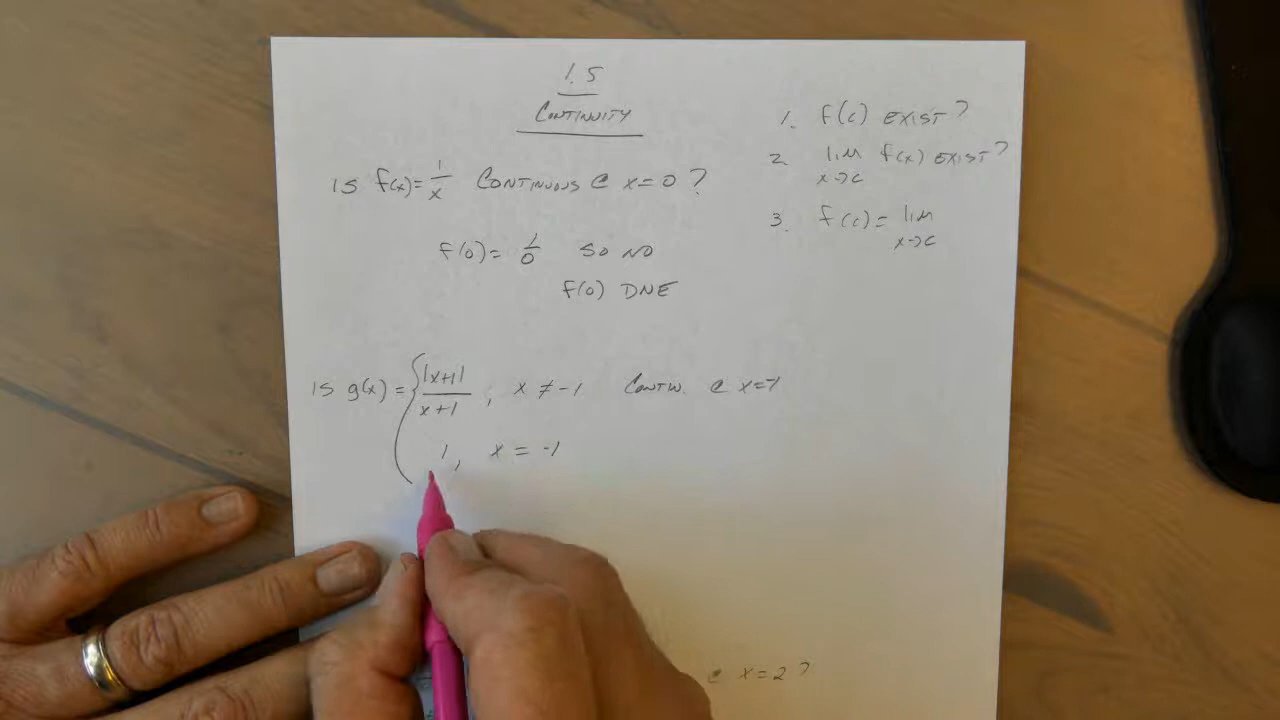 1.5
CONTINUITY
1. f(c) EXIST?
2. lim f(x) EXIST?
x→c
3. f(c) = lim
x→c
IS f(x) = 1/x CONTINUOUS @ x=0?
f(0) = 1/0 SO NO
f(0) DNE
IS g(x) = { |x+1|/x+1 , x ≠ -1 CONTIN. @ x=-1
1, x = -1
@ x=2?